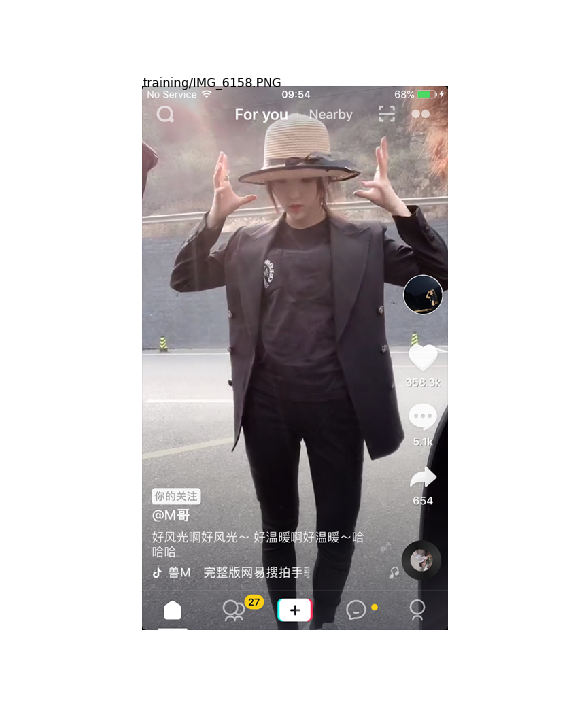 training/IMG_6158.PNG
No Service 09:54 68%
For you Nearby
358.3k
5.1k
654
你的关注
@M哥
好风光啊好风光～ 好温暖啊好温暖～哈
哈哈
兽M 完整版网易搜拍手
27